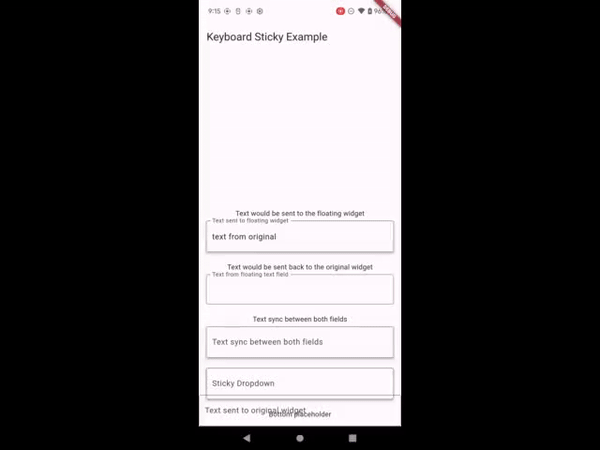 9:15
Keyboard Sticky Example
Text would be sent to the floating widget
Text sent to floating widget
text from original
Text would be sent back to the original widget
Text from floating text field
Text sync between both fields
Text sync between both fields
Sticky Dropdown
Text sent to original widget
Bottom placeholder